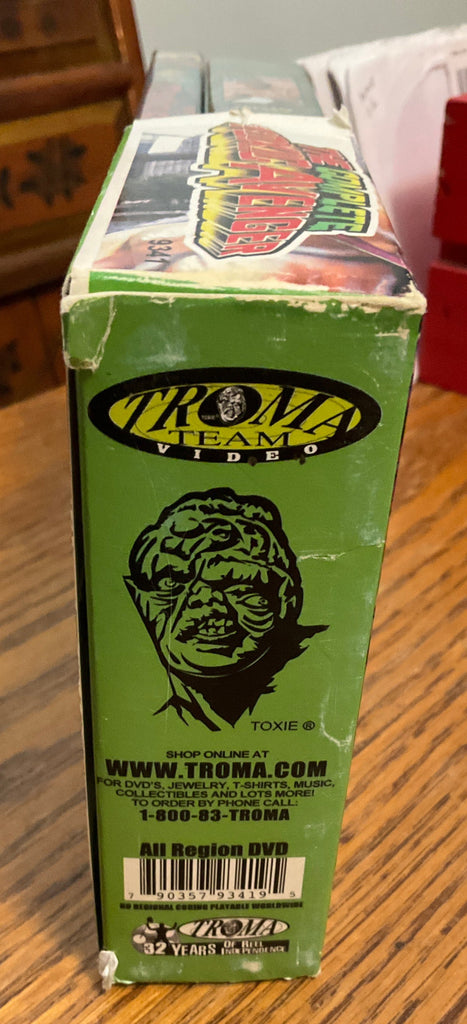 THE
COMPLETE
TOXIC AVENGER
9341
TROMA
TEAM
VIDEO
TOXIE ®
SHOP ONLINE AT
WWW.TROMA.COM
FOR DVD'S, JEWELRY, T-SHIRTS, MUSIC,
COLLECTIBLES AND LOTS MORE!
TO ORDER BY PHONE CALL:
1-800-83-TROMA
All Region DVD
7 90357 93419 5
NO REGIONAL CODING PLAYABLE WORLDWIDE
TROMA
32 YEARS OF REEL
INDEPENDENCE